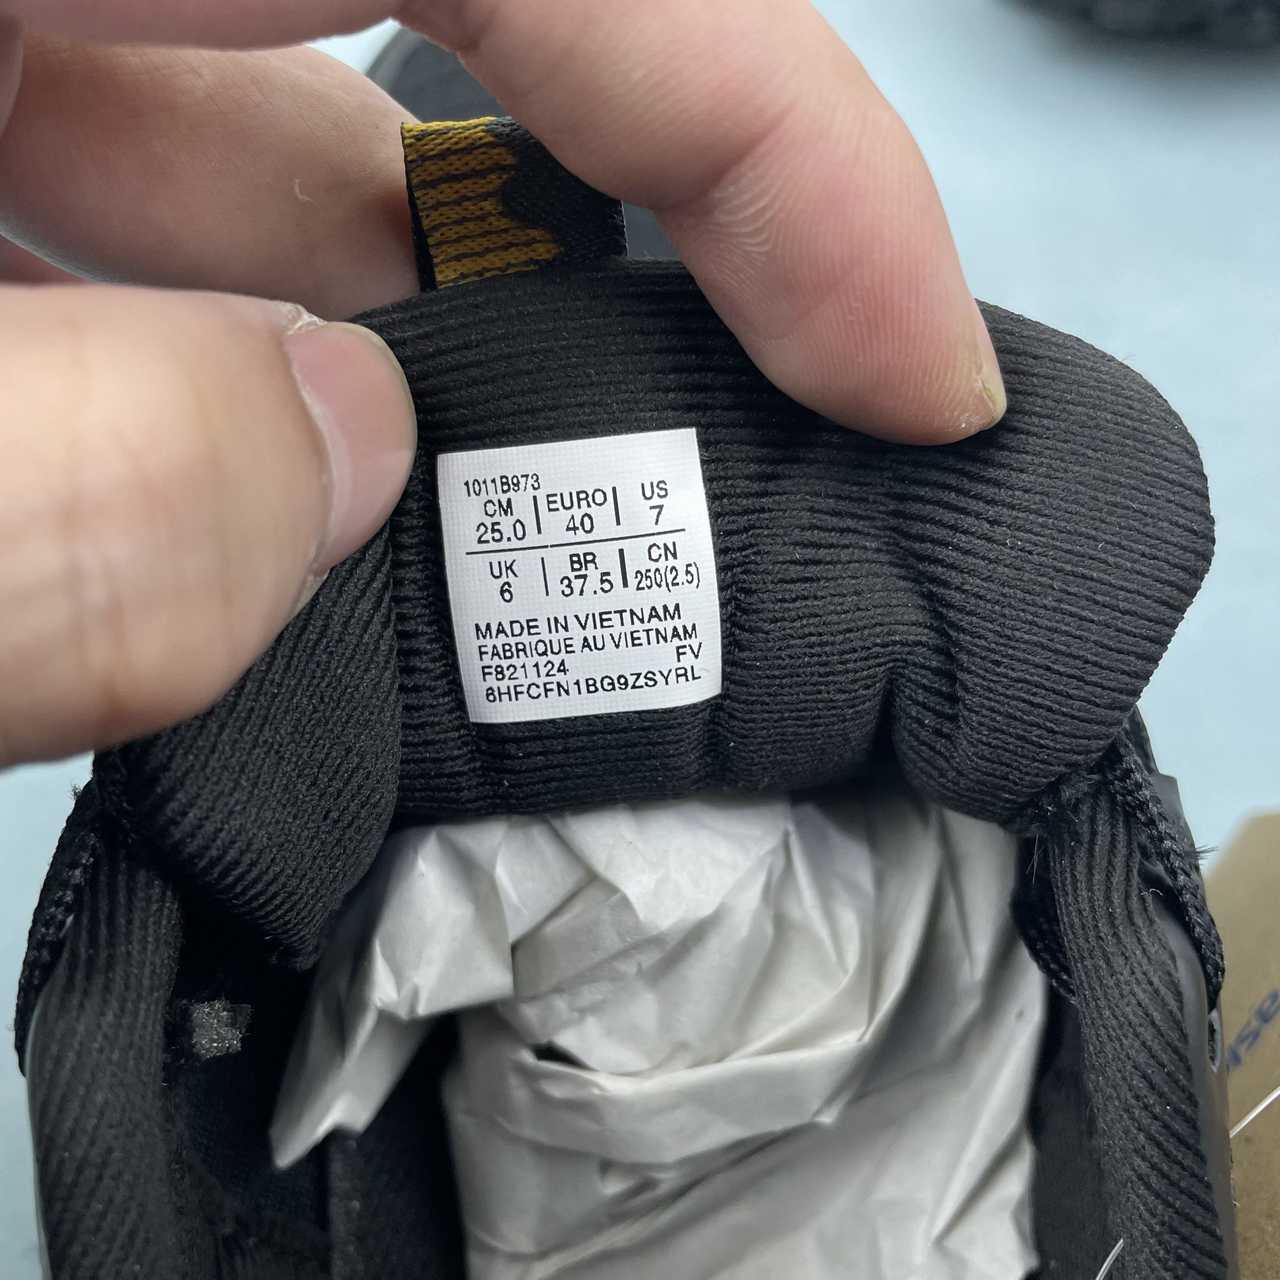 1011B973
CM EURO US
25.0 40 7
UK BR CN
6 37.5 250(2.5)
MADE IN VIETNAM
FABRIQUE AU VIETNAM
F821124 FV
6HFCFN1BG9ZSYRL